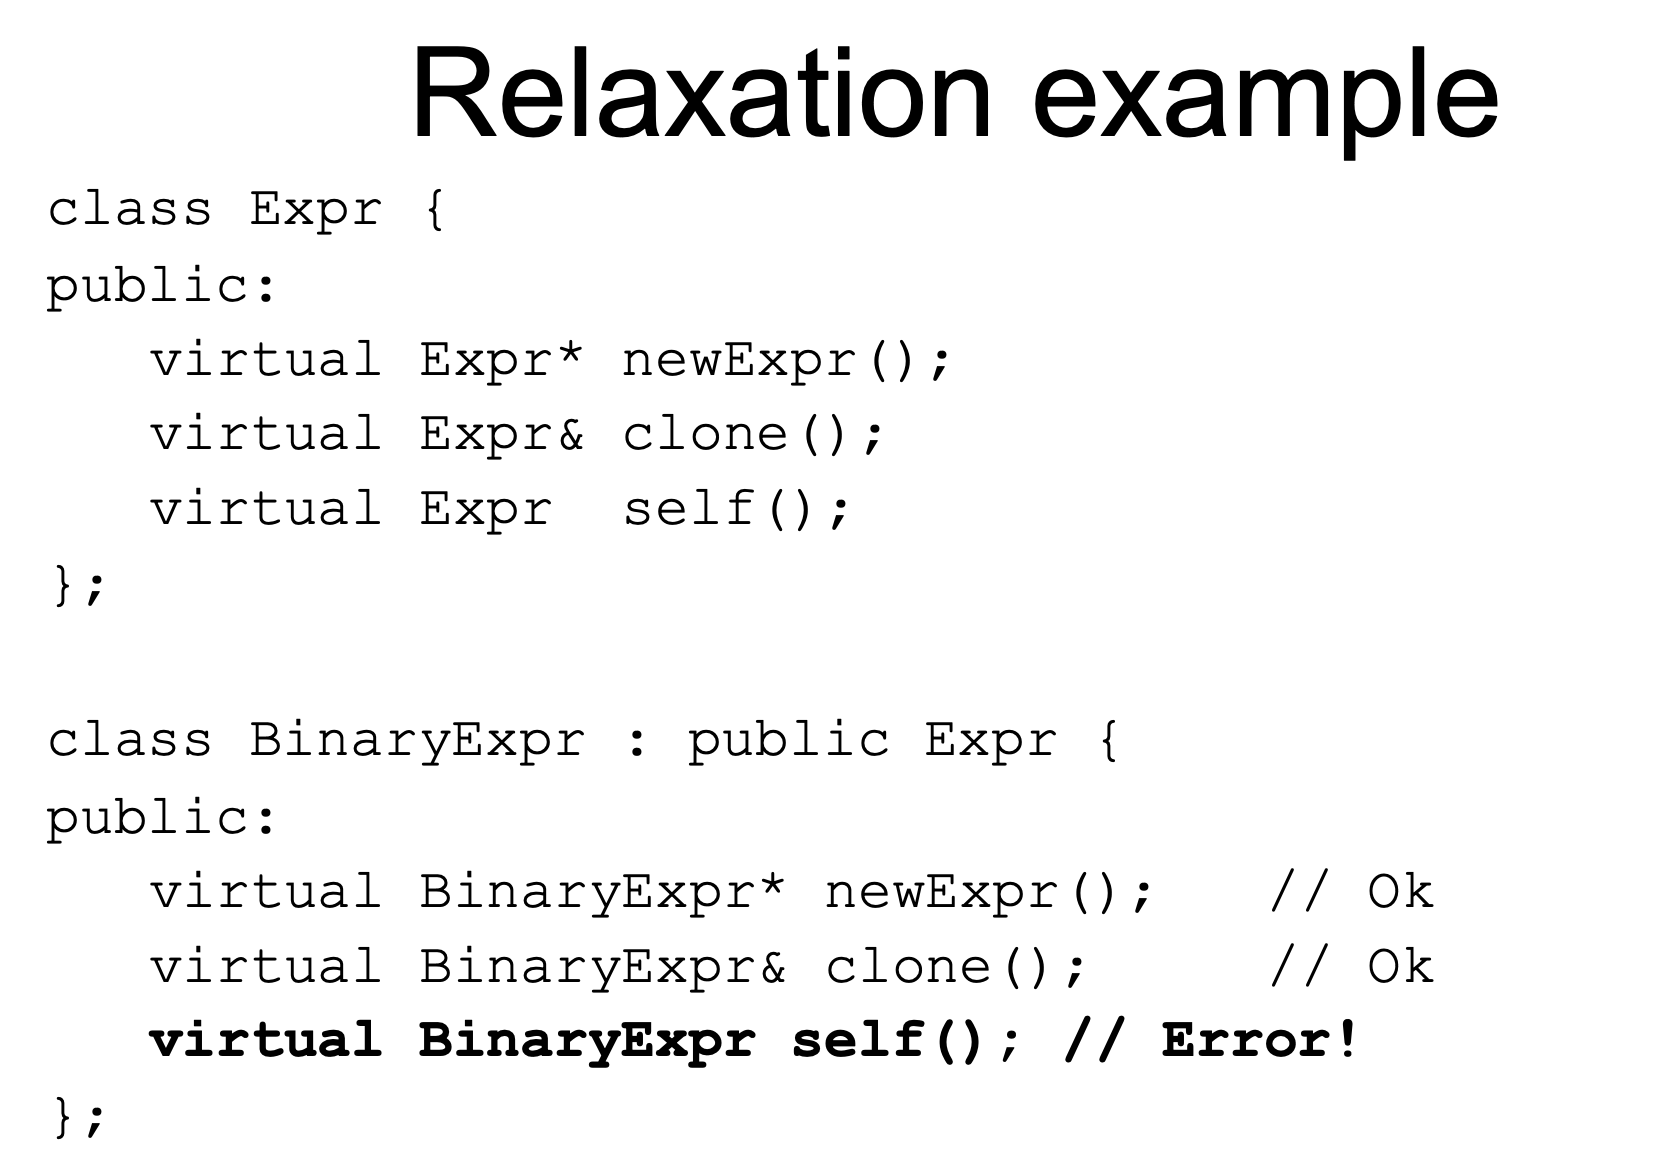 Relaxation example
class Expr {
public:
   virtual Expr* newExpr();
   virtual Expr& clone();
   virtual Expr  self();
};
class BinaryExpr : public Expr {
public:
   virtual BinaryExpr* newExpr();   // Ok
   virtual BinaryExpr& clone();     // Ok
   virtual BinaryExpr self(); // Error!
};